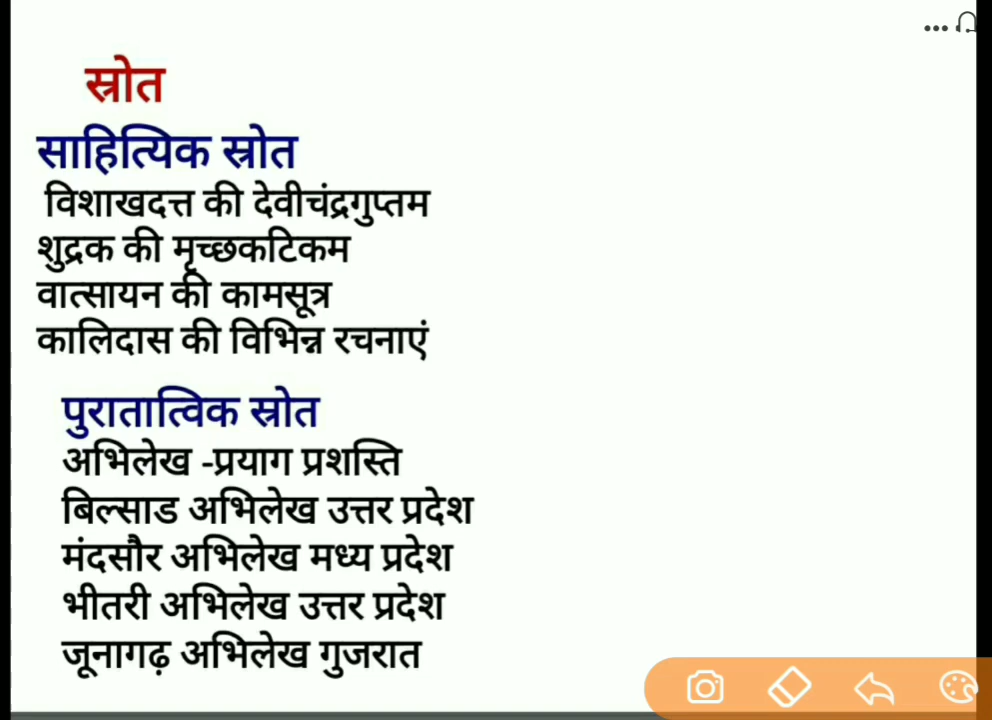 स्रोत
साहित्यिक स्रोत
विशाखदत्त की देवीचंद्रगुप्तम
शुद्रक की मृच्छकटिकम
वात्सायन की कामसूत्र
कालिदास की विभिन्न रचनाएं
पुरातात्विक स्रोत
अभिलेख -प्रयाग प्रशस्ति
बिल्साड अभिलेख उत्तर प्रदेश
मंदसौर अभिलेख मध्य प्रदेश
भीतरी अभिलेख उत्तर प्रदेश
जूनागढ़ अभिलेख गुजरात